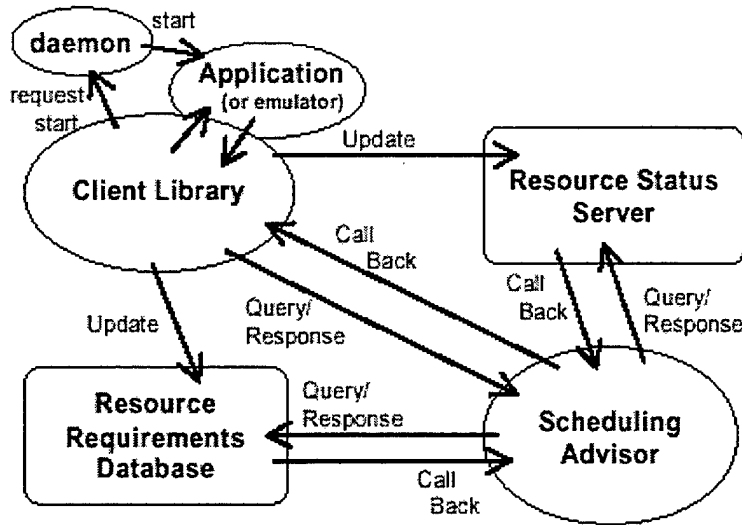 start
daemon
Application
(or emulator)
request
start
Update
Client Library
Resource Status
Server
Call
Back
Call
Back
Query/
Response
Query/
Response
Update
Query/
Response
Resource
Requirements
Database
Scheduling
Advisor
Call
Back